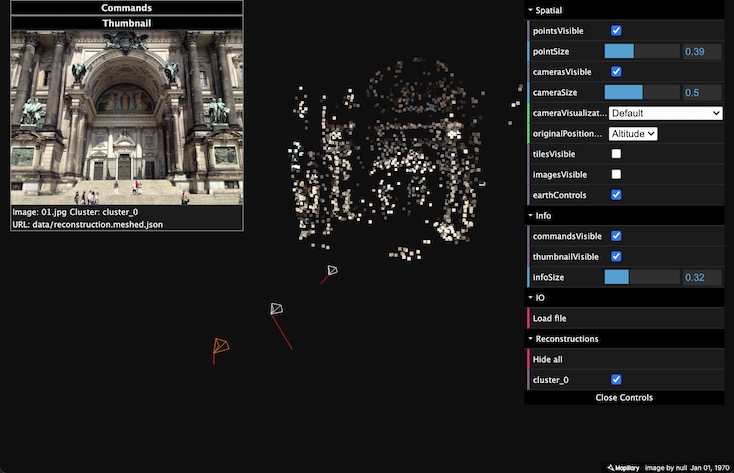 Commands
Thumbnail
Image: 01.jpg Cluster: cluster_0
URL: data/reconstruction.meshed.json
Spatial
pointsVisible
pointSize 0.39
camerasVisible
cameraSize 0.5
cameraVisualizat... Default
originalPosition... Altitude
tilesVisible
imagesVisible
earthControls
Info
commandsVisible
thumbnailVisible
infoSize 0.32
IO
Load file
Reconstructions
Hide all
cluster_0
Close Controls
Mapillary image by null Jan 01, 1970